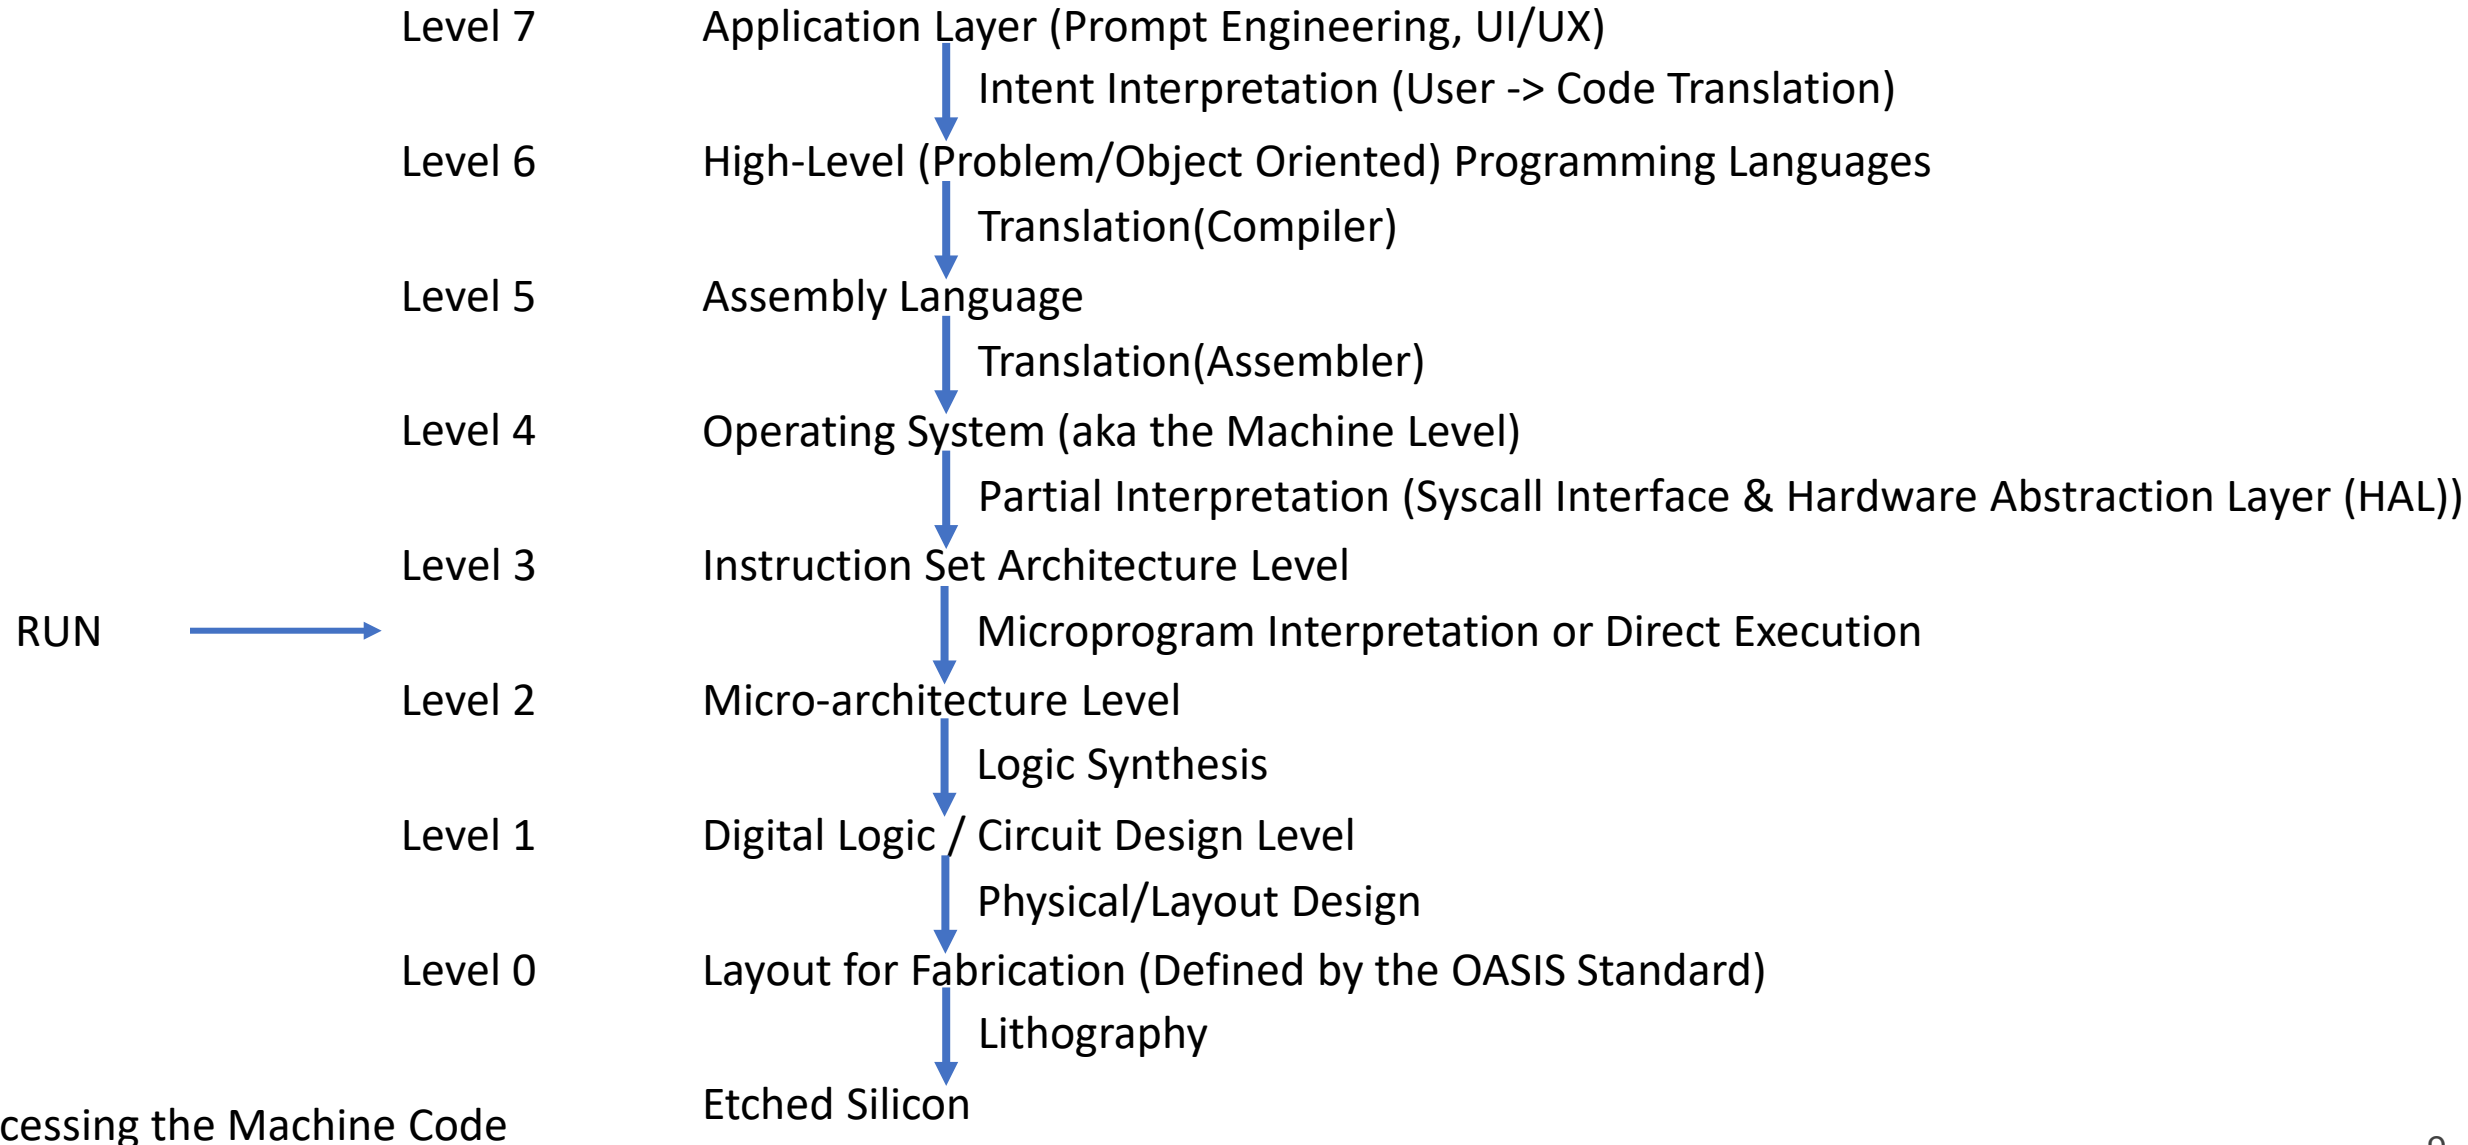 Level 7 Application Layer (Prompt Engineering, UI/UX)
Intent Interpretation (User -> Code Translation)
Level 6 High-Level (Problem/Object Oriented) Programming Languages
Translation(Compiler)
Level 5 Assembly Language
Translation(Assembler)
Level 4 Operating System (aka the Machine Level)
Partial Interpretation (Syscall Interface & Hardware Abstraction Layer (HAL))
Level 3 Instruction Set Architecture Level
RUN Microprogram Interpretation or Direct Execution
Level 2 Micro-architecture Level
Logic Synthesis
Level 1 Digital Logic / Circuit Design Level
Physical/Layout Design
Level 0 Layout for Fabrication (Defined by the OASIS Standard)
Lithography
Etched Silicon
cessing the Machine Code